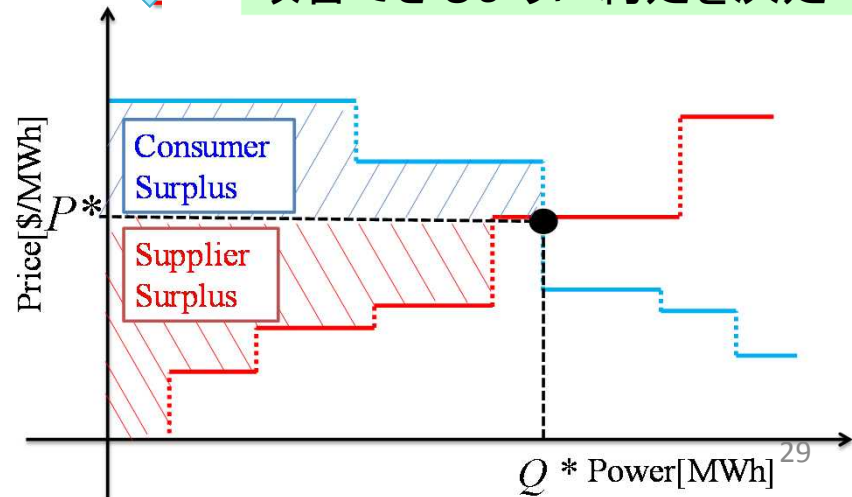 Price[$/MWh]
Consumer
Surplus
P*
Supplier
Surplus
Q * Power[MWh]
29